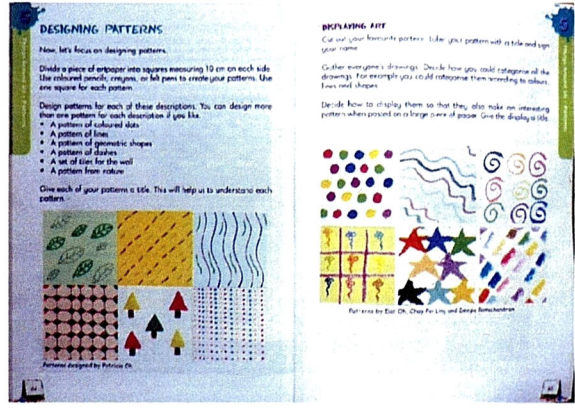 DESIGNING PATTERNS
Now, let's focus on designing patterns.
Divide a piece of artpaper into squares measuring 10 cm on each side.
Use coloured pencils, crayons, or felt pens to create your patterns. Use
one square for each pattern.
Design patterns for each of these descriptions. You can design more
than one pattern for each description if you like.
• A pattern of coloured dots
• A pattern of lines
• A pattern of geometric shapes
• A pattern of dashes
• A set of tiles for the wall
• A pattern from nature
Give each of your patterns a title. This will help us to understand each
pattern.
Patterns designed by Patricia Oh
DISPLAYING ART
Cut out your favourite pattern. Label your pattern with a title and sign
your name.
Gather everyone's drawings. Decide how you could categorise all the
drawings. For example you could categorise them according to colours,
lines and shapes.
Decide how to display them so that they also make an interesting
pattern when pasted on a large piece of paper. Give the display a title.
Patterns by Oh, Chay Pei Ling and Deepa Ramachandran
5
5